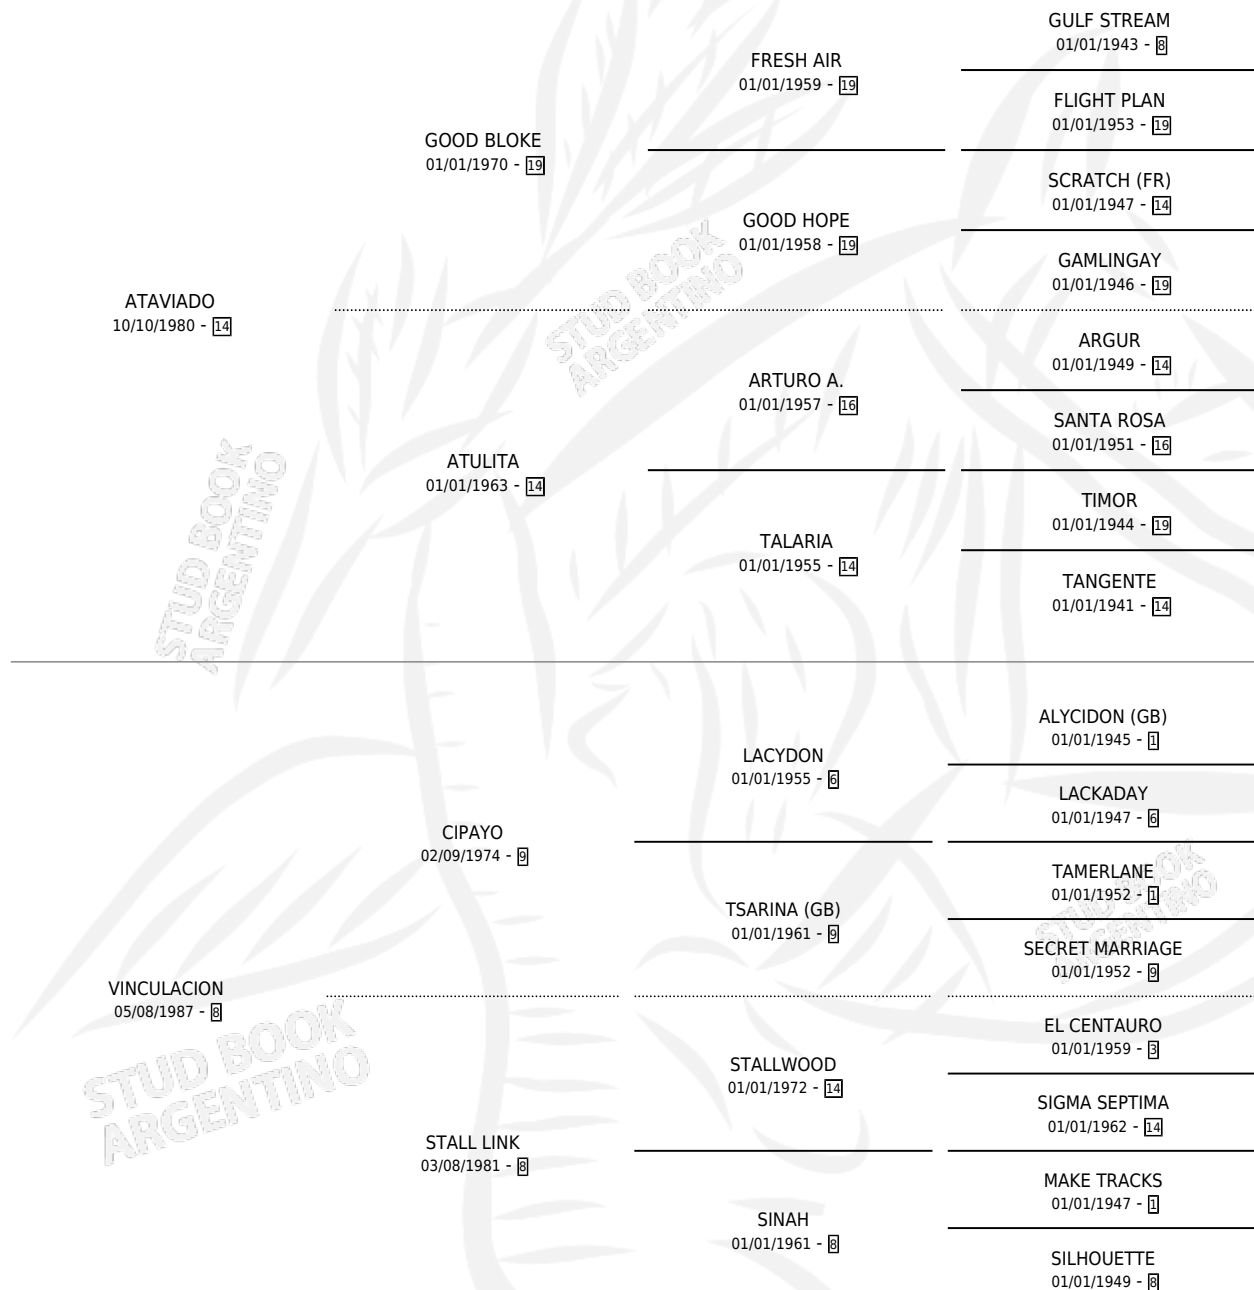 GULF STREAM
01/01/1943 - 8
FRESH AIR
01/01/1959 - 19
FLIGHT PLAN
01/01/1953 - 19
GOOD BLOKE
01/01/1970 - 19
SCRATCH (FR)
01/01/1947 - 14
GOOD HOPE
01/01/1958 - 19
GAMLINGAY
01/01/1946 - 19
ATAVIADO
10/10/1980 - 14
ARGUR
01/01/1949 - 14
ARTURO A.
01/01/1957 - 16
SANTA ROSA
01/01/1951 - 16
ATULITA
01/01/1963 - 14
TIMOR
01/01/1944 - 19
TALARIA
01/01/1955 - 14
TANGENTE
01/01/1941 - 14
ALYCIDON (GB)
01/01/1945 - 1
LACYDON
01/01/1955 - 6
LACKADAY
01/01/1947 - 6
CIPAYO
02/09/1974 - 9
TAMERLANE
01/01/1952 - 1
TSARINA (GB)
01/01/1961 - 9
SECRET MARRIAGE
01/01/1952 - 9
VINCULACION
05/08/1987 - 8
EL CENTAURO
01/01/1959 - 3
STALLWOOD
01/01/1972 - 14
SIGMA SEPTIMA
01/01/1962 - 14
STALL LINK
03/08/1981 - 8
MAKE TRACKS
01/01/1947 - 1
SINAH
01/01/1961 - 8
SILHOUETTE
01/01/1949 - 8
STUD BOOK
ARGENTINO
STUD BOOK
ARGENTINO
STUD BOOK
ARGENTINO
STUD BOOK
ARGENTINO